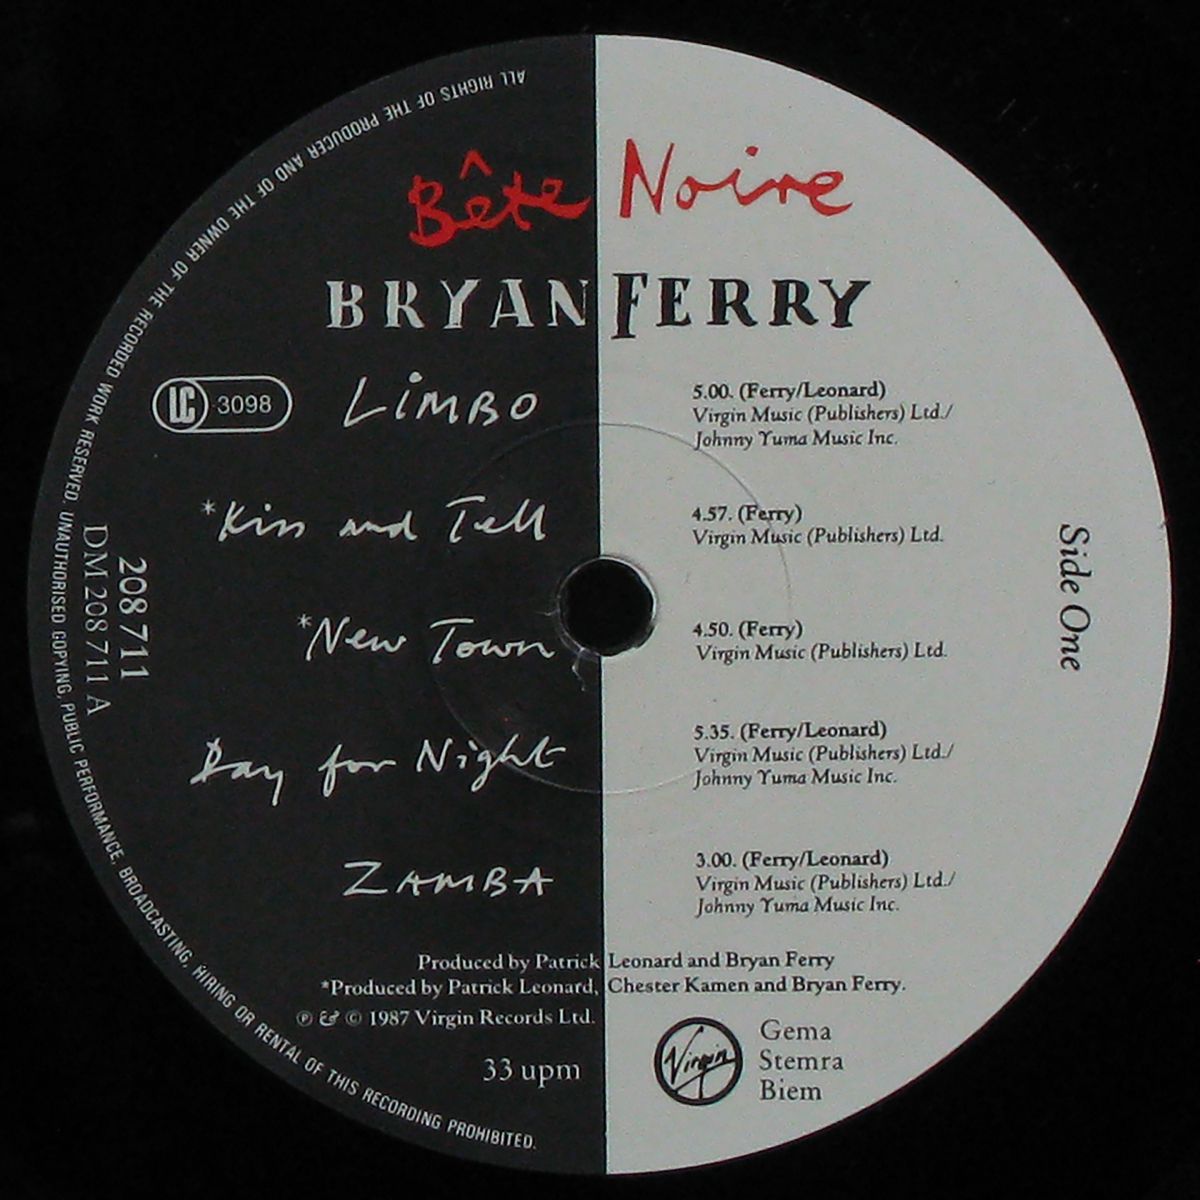 ALL RIGHTS OF THE PRODUCER AND OF THE OWNER OF THE RECORDED WORK RESERVED. UNAUTHORISED COPYING, PUBLIC PERFORMANCE, BROADCASTING, HIRING OR RENTAL OF THIS RECORDING PROHIBITED.
Bête Noire
BRYAN FERRY
LC 3098
LiMBO
5.00. (Ferry/Leonard)
Virgin Music (Publishers) Ltd./
Johnny Yuma Music Inc.
*Kiss and Tell
4.57. (Ferry)
Virgin Music (Publishers) Ltd.
*New Town
4.50. (Ferry)
Virgin Music (Publishers) Ltd.
Day for Night
5.35. (Ferry/Leonard)
Virgin Music (Publishers) Ltd./
Johnny Yuma Music Inc.
ZAMBA
3.00. (Ferry/Leonard)
Virgin Music (Publishers) Ltd./
Johnny Yuma Music Inc.
208 711
DM 208 711 A
Side One
Produced by Patrick Leonard and Bryan Ferry
*Produced by Patrick Leonard, Chester Kamen and Bryan Ferry.
℗ & © 1987 Virgin Records Ltd.
33 upm
Virgin
Gema
Stemra
Biem